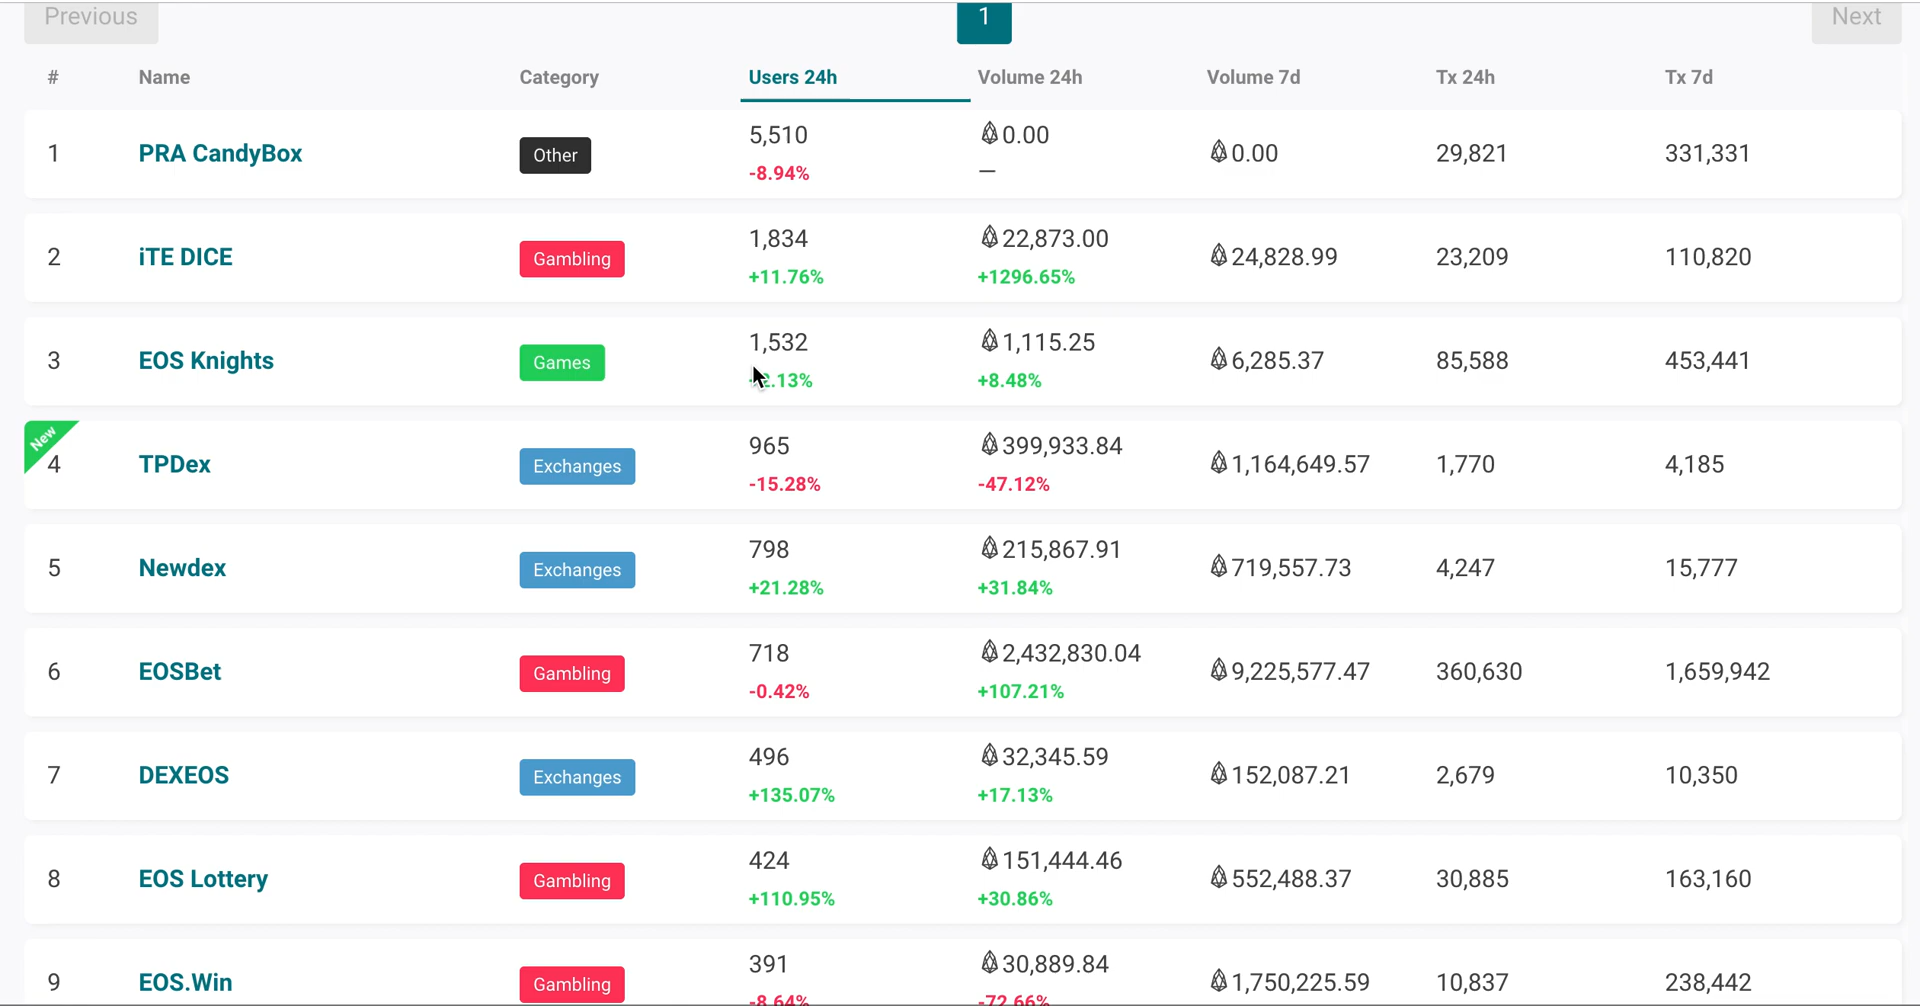 Previous 1 Next
# Name Category Users 24h Volume 24h Volume 7d Tx 24h Tx 7d
1 PRA CandyBox Other 5,510 0.00 0.00 29,821 331,331
-8.94% —
2 iTE DICE Gambling 1,834 22,873.00 24,828.99 23,209 110,820
+11.76% +1296.65%
3 EOS Knights Games 1,532 1,115.25 6,285.37 85,588 453,441
+8.48%
New
4 TPDex Exchanges 965 399,933.84 1,164,649.57 1,770 4,185
-15.28% -47.12%
5 Newdex Exchanges 798 215,867.91 719,557.73 4,247 15,777
+21.28% +31.84%
6 EOSBet Gambling 718 2,432,830.04 9,225,577.47 360,630 1,659,942
-0.42% +107.21%
7 DEXEOS Exchanges 496 32,345.59 152,087.21 2,679 10,350
+135.07% +17.13%
8 EOS Lottery Gambling 424 151,444.46 552,488.37 30,885 163,160
+110.95% +30.86%
9 EOS.Win Gambling 391 30,889.84 1,750,225.59 10,837 238,442
-8.64% -72.66%